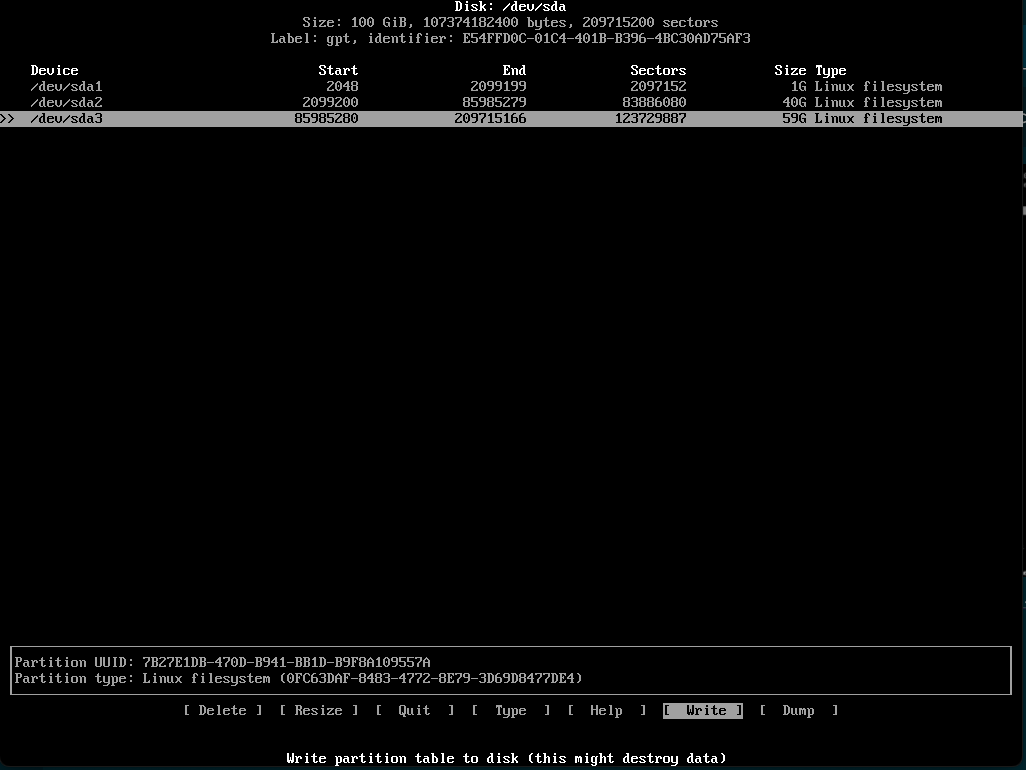 Disk: /dev/sda
Size: 100 GiB, 107374182400 bytes, 209715200 sectors
Label: gpt, identifier: E54FFD0C-01C4-401B-B396-4BC30AD75AF3
Device Start End Sectors Size Type
/dev/sda1 2048 2099199 2097152 1G Linux filesystem
/dev/sda2 2099200 85985279 83886080 40G Linux filesystem
>> /dev/sda3 85985280 209715166 123729887 59G Linux filesystem
Partition UUID: 7B27E1DB-470D-B941-BB1D-B9F8A109557A
Partition type: Linux filesystem (0FC63DAF-8483-4772-8E79-3D69D8477DE4)
[ Delete ] [ Resize ] [ Quit ] [ Type ] [ Help ] [ Write ] [ Dump ]
Write partition table to disk (this might destroy data)